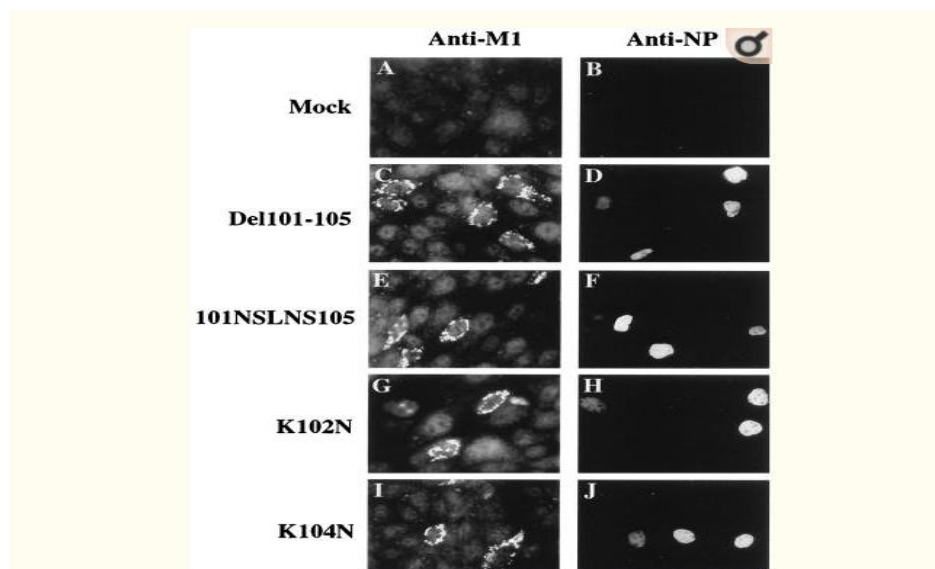 Anti-M1 Anti-NP
Mock A B
Del101-105 C D
101NSLNS105 E F
K102N G H
K104N I J